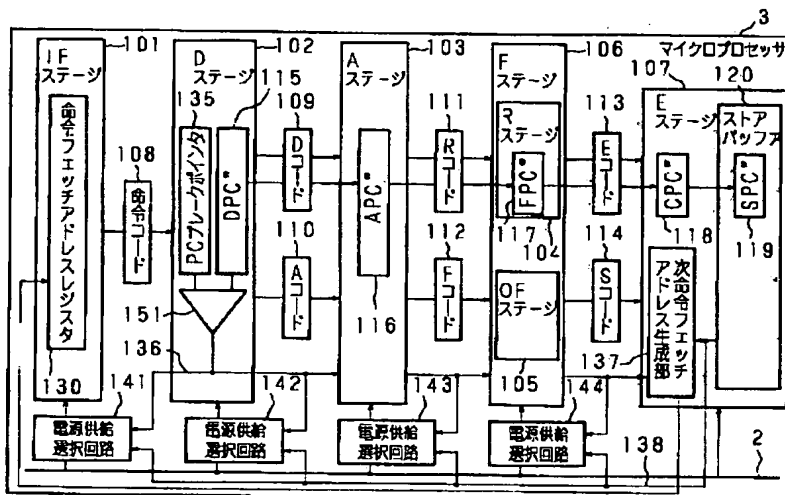 3
マイクロプロセッサ
101
IF
ステージ
命令フェッチアドレスレジスタ
130
108
命令コード
102
D
ステージ
135
PCブレークポインタ
115
DPC*
151
136
109
Dコード
110
Aコード
103
A
ステージ
APC*
116
111
Rコード
112
Fコード
106
F
ステージ
R
ステージ
FPC*
117
104
OF
ステージ
105
113
Eコード
114
Sコード
107
E
ステージ
CPC*
118
次命令フェッチ
アドレス生成部
137
120
ストア
バッファ
SPC*
119
141
電源供給
選択回路
142
電源供給
選択回路
143
電源供給
選択回路
144
電源供給
選択回路
138
2